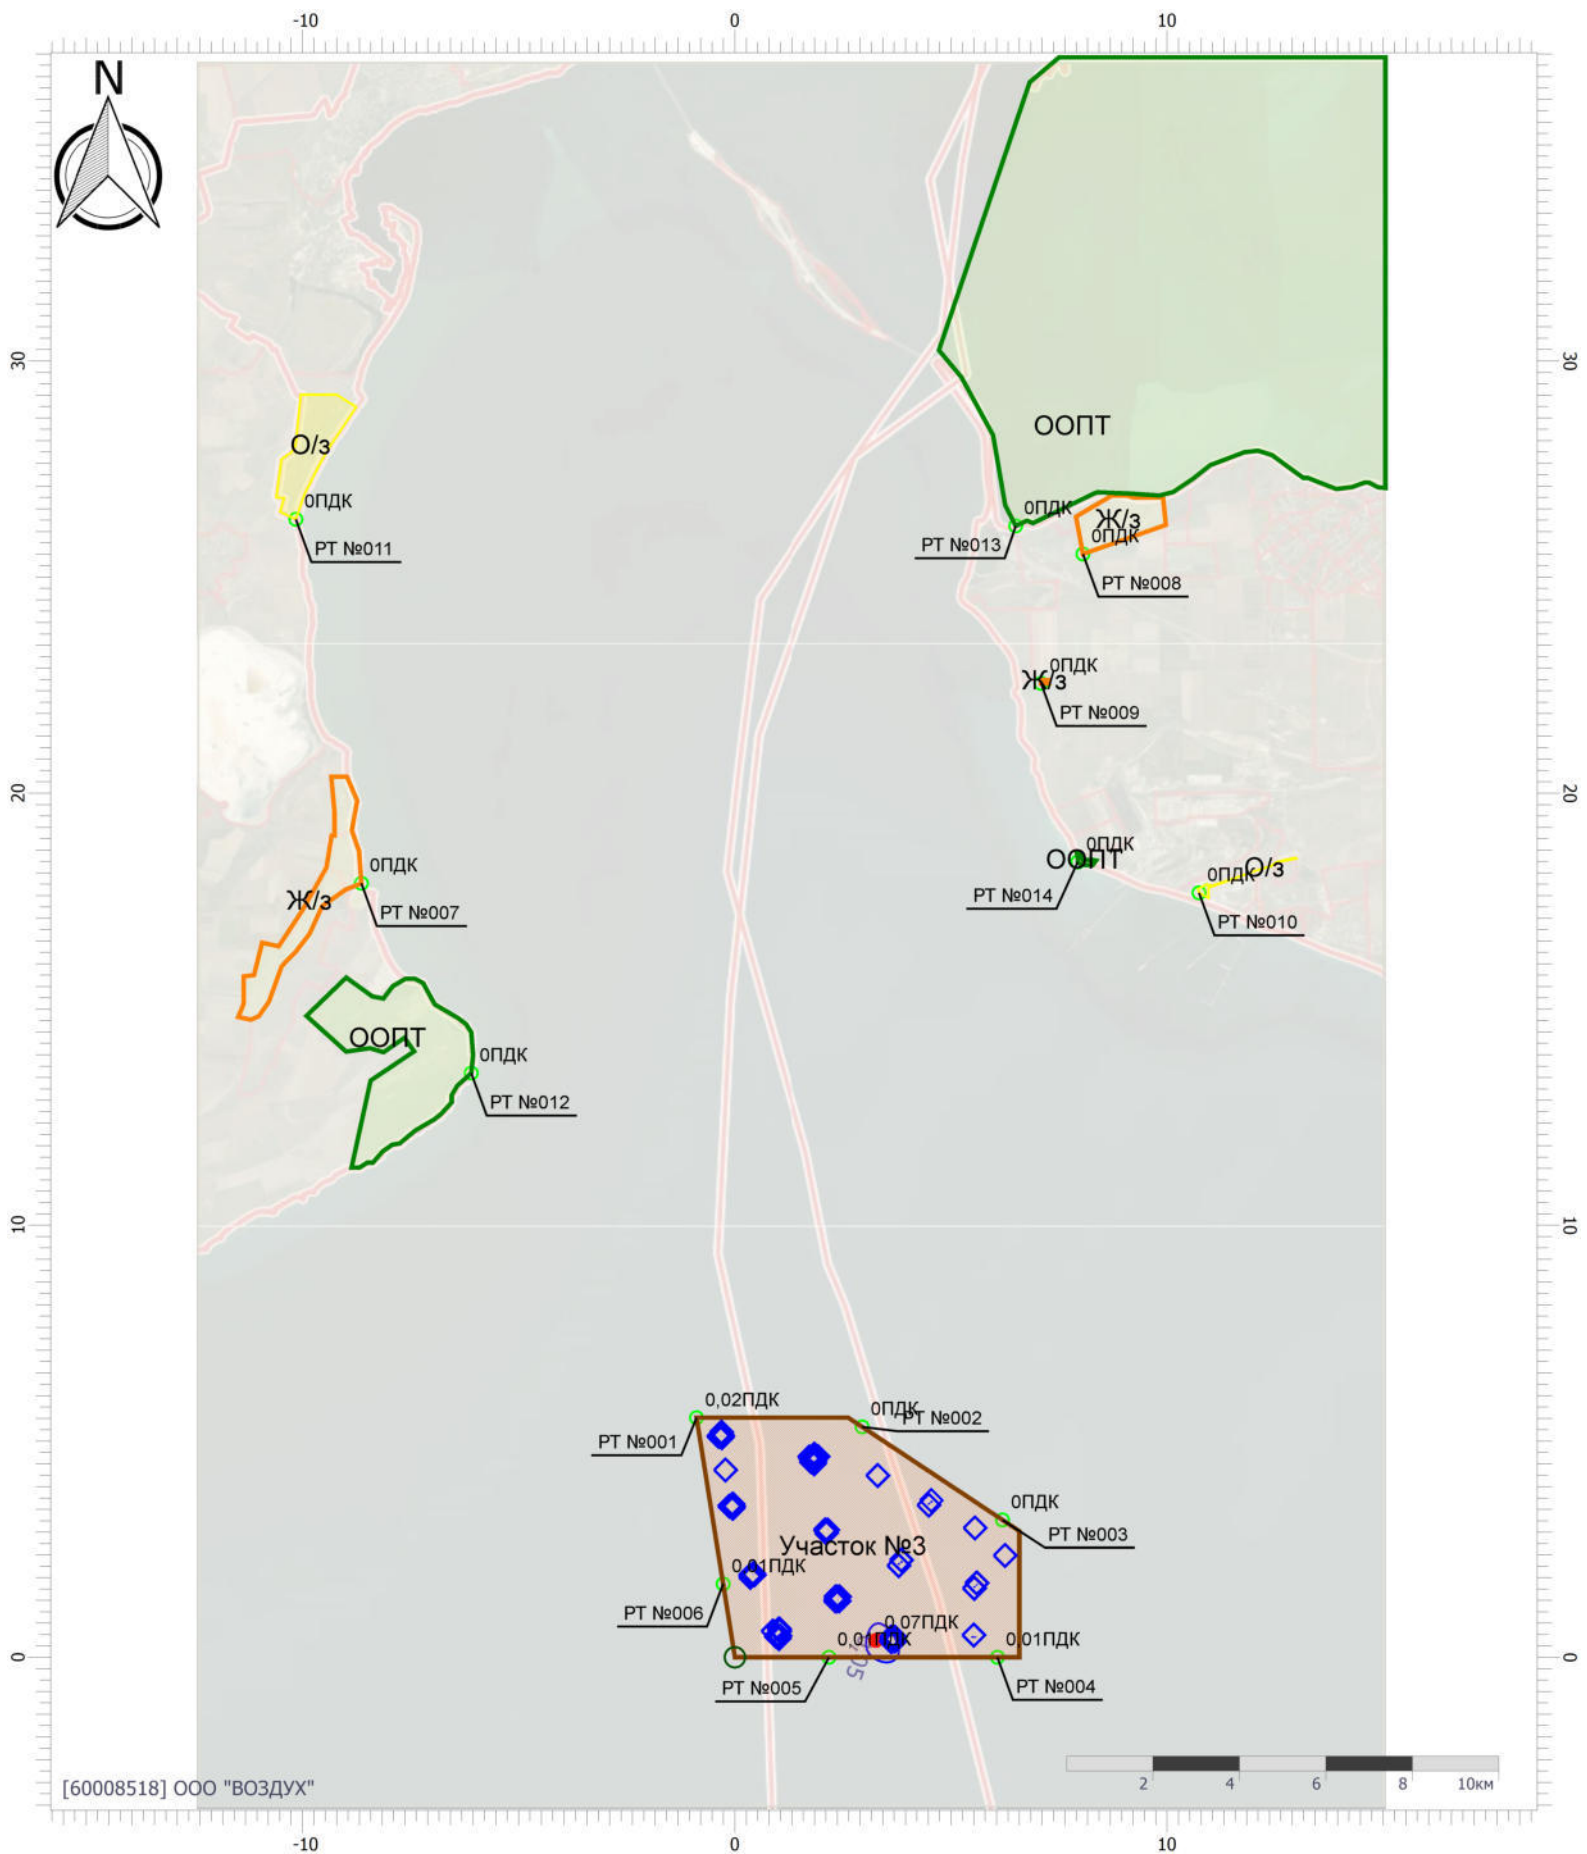 -10 0 10
N
30 30
ООПТ
О/з
0ПДК
РТ №011
0ПДК
РТ №013
Ж/з
0ПДК
РТ №008
0ПДК
Ж/з
РТ №009
20 20
0ПДК
ООПТ
РТ №014
О/з
0ПДК
РТ №010
0ПДК
Ж/з
РТ №007
ООПТ
0ПДК
РТ №012
10 10
0,02ПДК
РТ №001
0ПДК
РТ №002
0ПДК
РТ №003
Участок №3
0,01ПДК
РТ №006
0,07ПДК
0,01ПДК
0,01ПДК
0 0
РТ №005
РТ №004
2 4 6 8 10км
[60008518] ООО "ВОЗДУХ"
-10 0 10